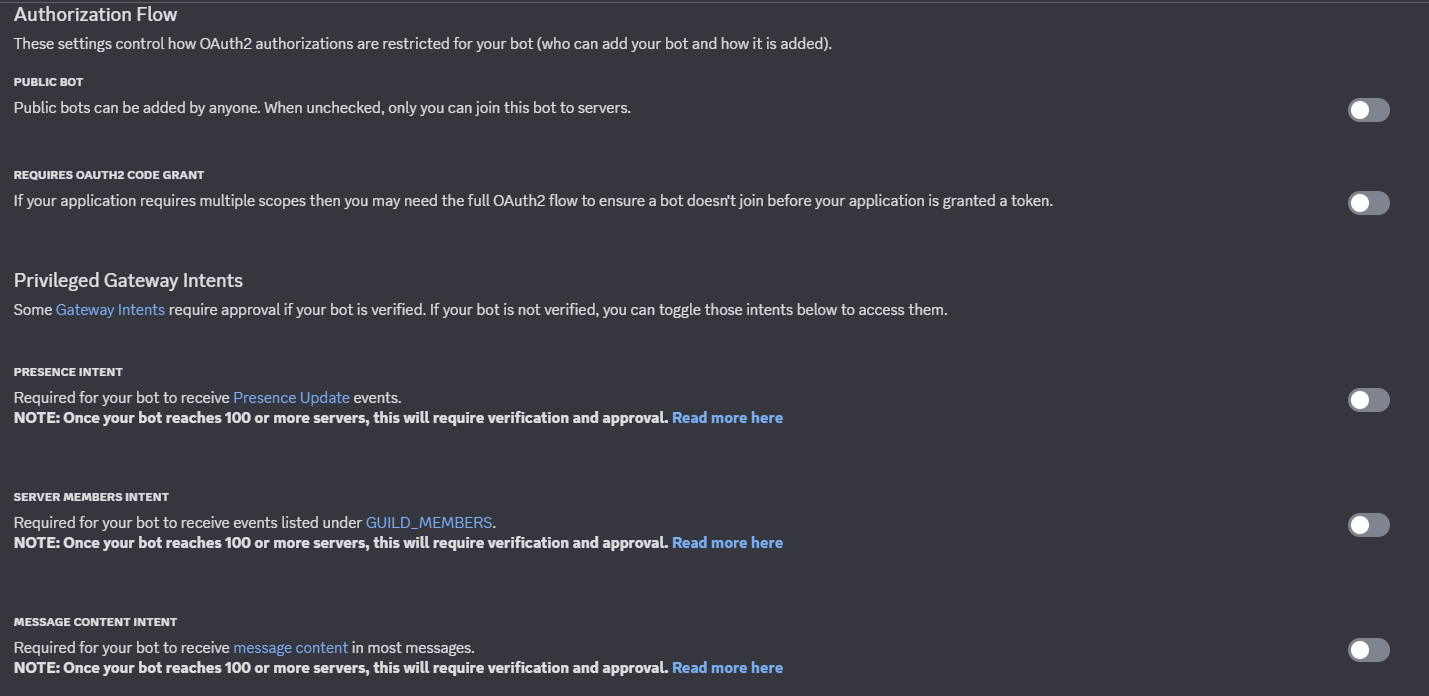 Authorization Flow
These settings control how OAuth2 authorizations are restricted for your bot (who can add your bot and how it is added).
PUBLIC BOT
Public bots can be added by anyone. When unchecked, only you can join this bot to servers.
REQUIRES OAUTH2 CODE GRANT
If your application requires multiple scopes then you may need the full OAuth2 flow to ensure a bot doesn't join before your application is granted a token.
Privileged Gateway Intents
Some Gateway Intents require approval if your bot is verified. If your bot is not verified, you can toggle those intents below to access them.
PRESENCE INTENT
Required for your bot to receive Presence Update events.
NOTE: Once your bot reaches 100 or more servers, this will require verification and approval. Read more here
SERVER MEMBERS INTENT
Required for your bot to receive events listed under GUILD_MEMBERS.
NOTE: Once your bot reaches 100 or more servers, this will require verification and approval. Read more here
MESSAGE CONTENT INTENT
Required for your bot to receive message content in most messages.
NOTE: Once your bot reaches 100 or more servers, this will require verification and approval. Read more here